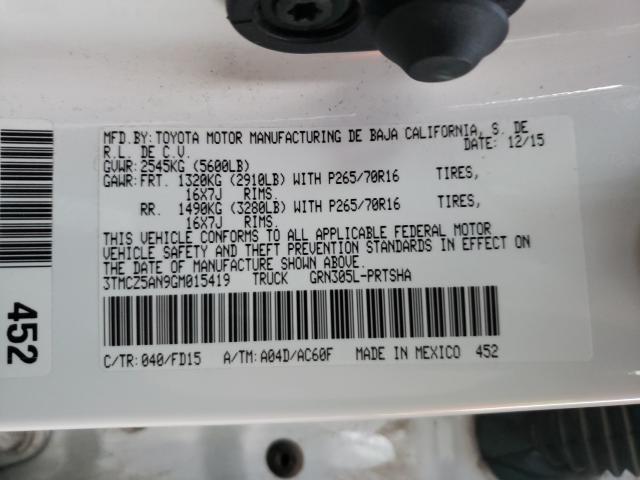 MFD.BY: TOYOTA MOTOR MANUFACTURING DE BAJA CALIFORNIA, S. DE
R.L. DE C.V. DATE: 12/15
GVWR: 2545KG (5600LB)
GAWR: FRT. 1320KG (2910LB) WITH P265/70R16 TIRES,
16X7J RIMS.
RR. 1490KG (3280LB) WITH P265/70R16 TIRES,
16X7J RIMS.
THIS VEHICLE CONFORMS TO ALL APPLICABLE FEDERAL MOTOR
VEHICLE SAFETY AND THEFT PREVENTION STANDARDS IN EFFECT ON
THE DATE OF MANUFACTURE SHOWN ABOVE.
3TMCZ5AN9GM015419 TRUCK GRN305L-PRTSHA
C/TR: 040/FD15 A/TM: A04D/AC60F MADE IN MEXICO 452
452